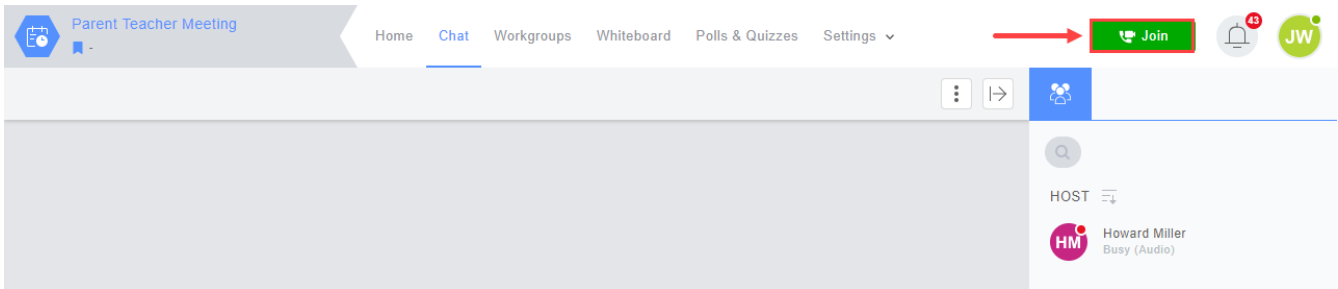 Parent Teacher Meeting
-
Home Chat Workgroups Whiteboard Polls & Quizzes Settings
Join
43
JW
HOST
HM
Howard Miller
Busy (Audio)